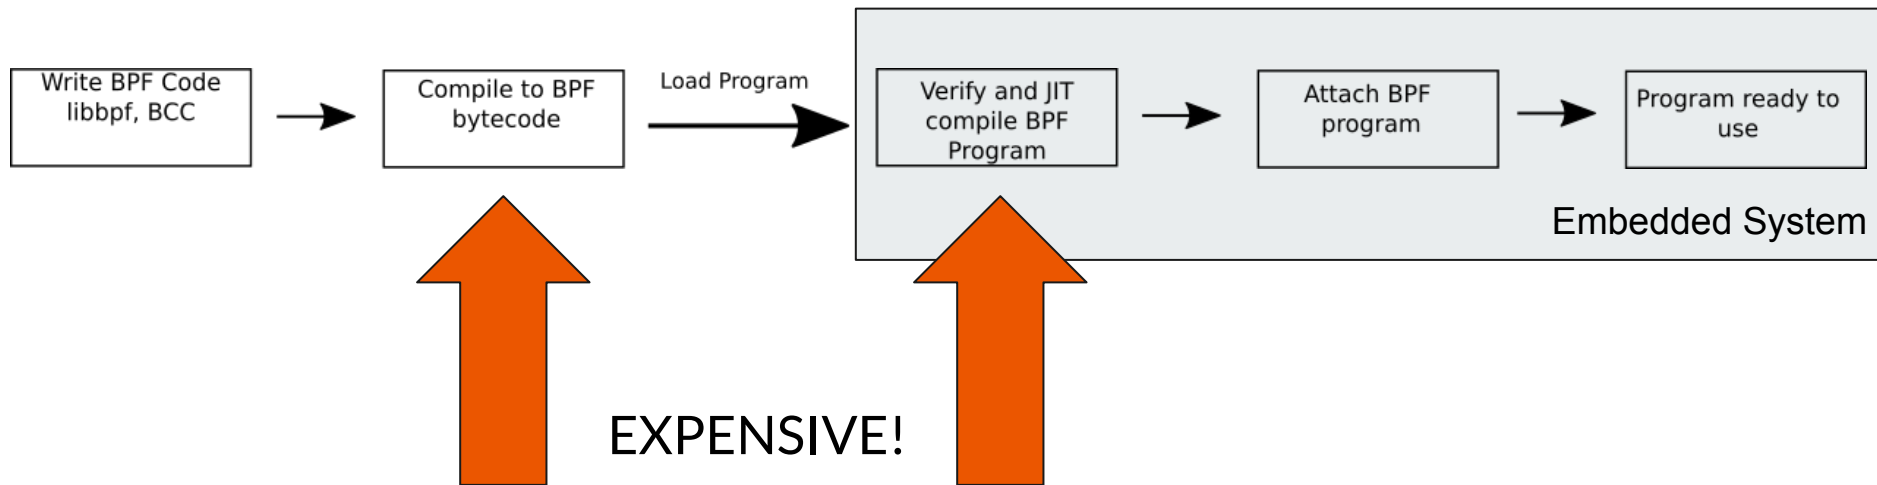 Write BPF Code
libbpf, BCC
Compile to BPF
bytecode
Load Program
Verify and JIT
compile BPF
Program
Attach BPF
program
Program ready to
use
Embedded System
EXPENSIVE!